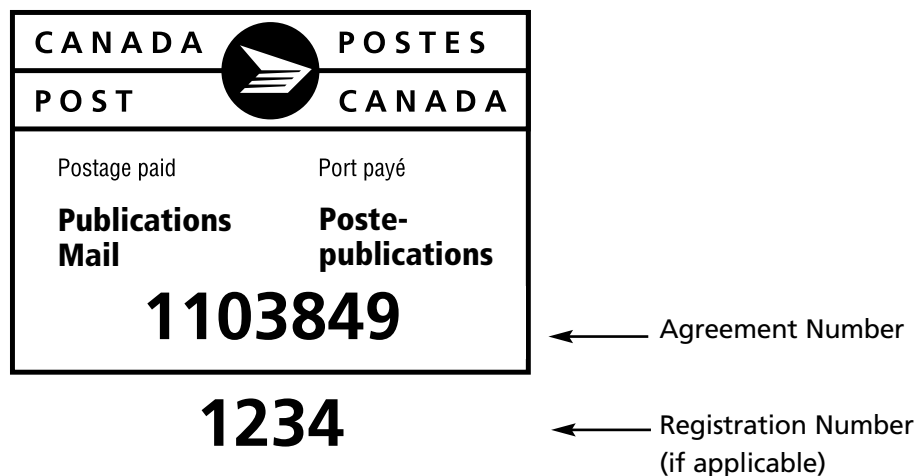 CANADA POSTES
POST CANADA
Postage paid Port payé
Publications Poste-
Mail publications
1103849
Agreement Number
1234
Registration Number
(if applicable)